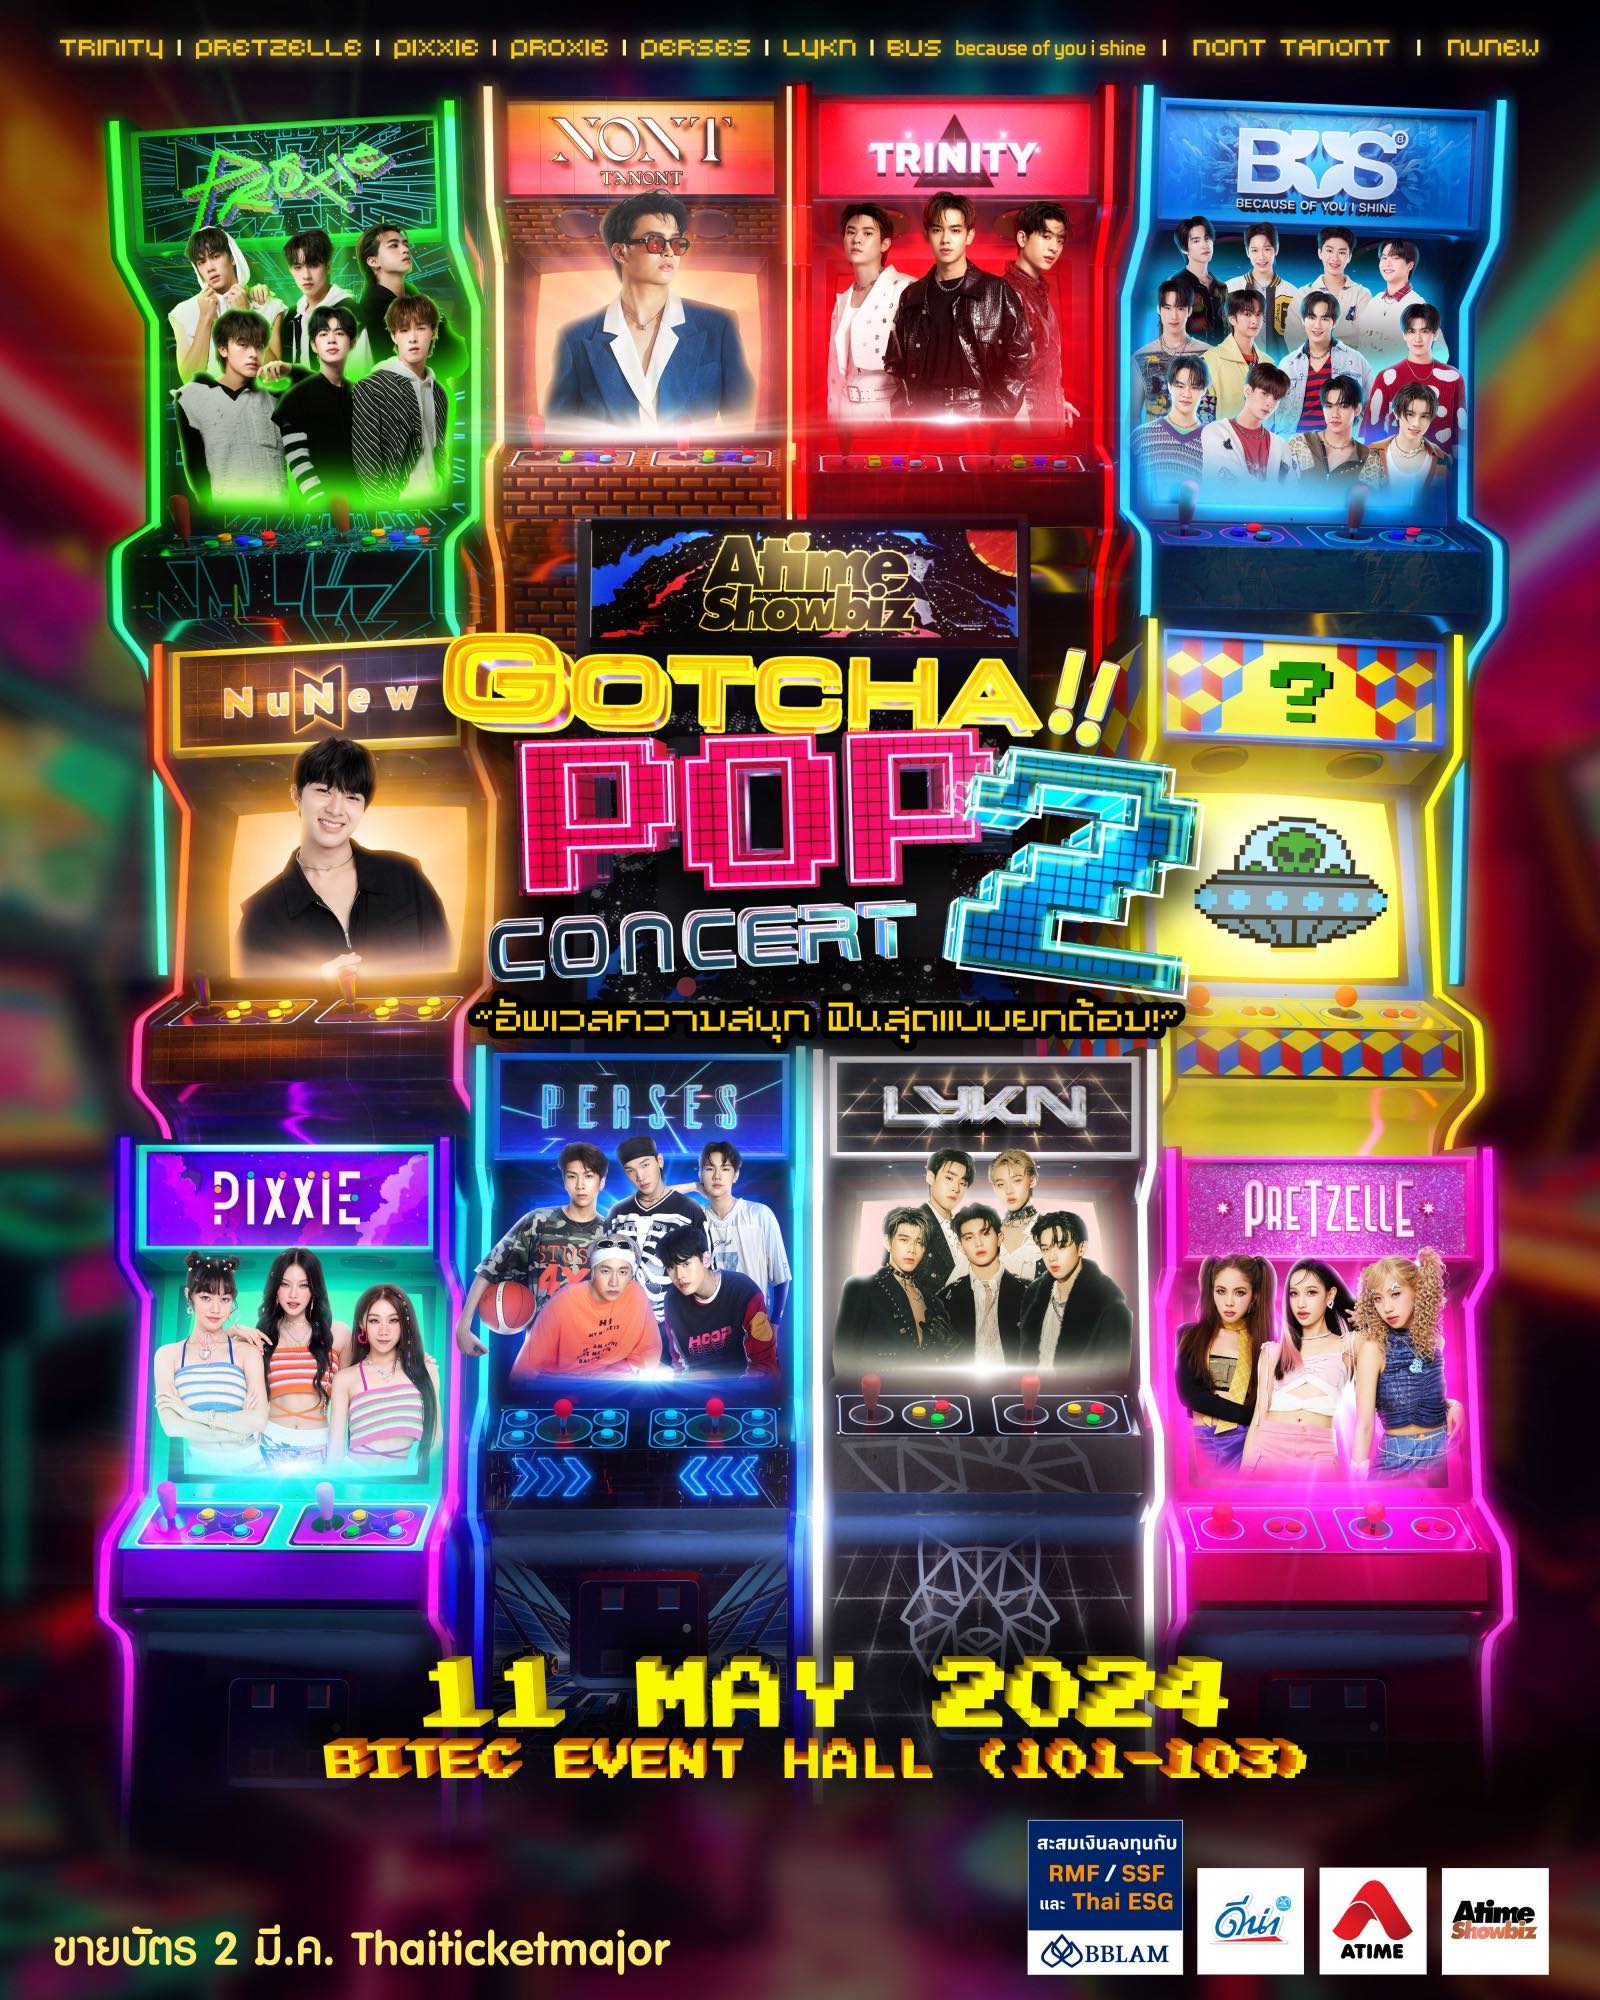 TRINITY | PRETZELLE | PIXXIE | PROXIE | PERSES | LYKN | BUS because of you i shine | NONT TANONT | NUNEW
PROXIE
NONT
TANONT
TRINITY
BUS
BECAUSE OF YOU I SHINE
Atime
Showbiz
NuNew
GOTCHA!!
?
POP 2
CONCERT
"อัพเวลความสนุก ฟินสุดแบบยกด้อม!"
PERSES
LYKN
PIXXIE
PRETZELLE
HOOP
11 MAY 2024
BITEC EVENT HALL (101-103)
สะสมเงินลงทุนกับ
RMF / SSF
และ Thai ESG
BBLAM
ดีน่า
ATIME
Atime
Showbiz
ขายบัตร 2 มี.ค. Thaiticketmajor